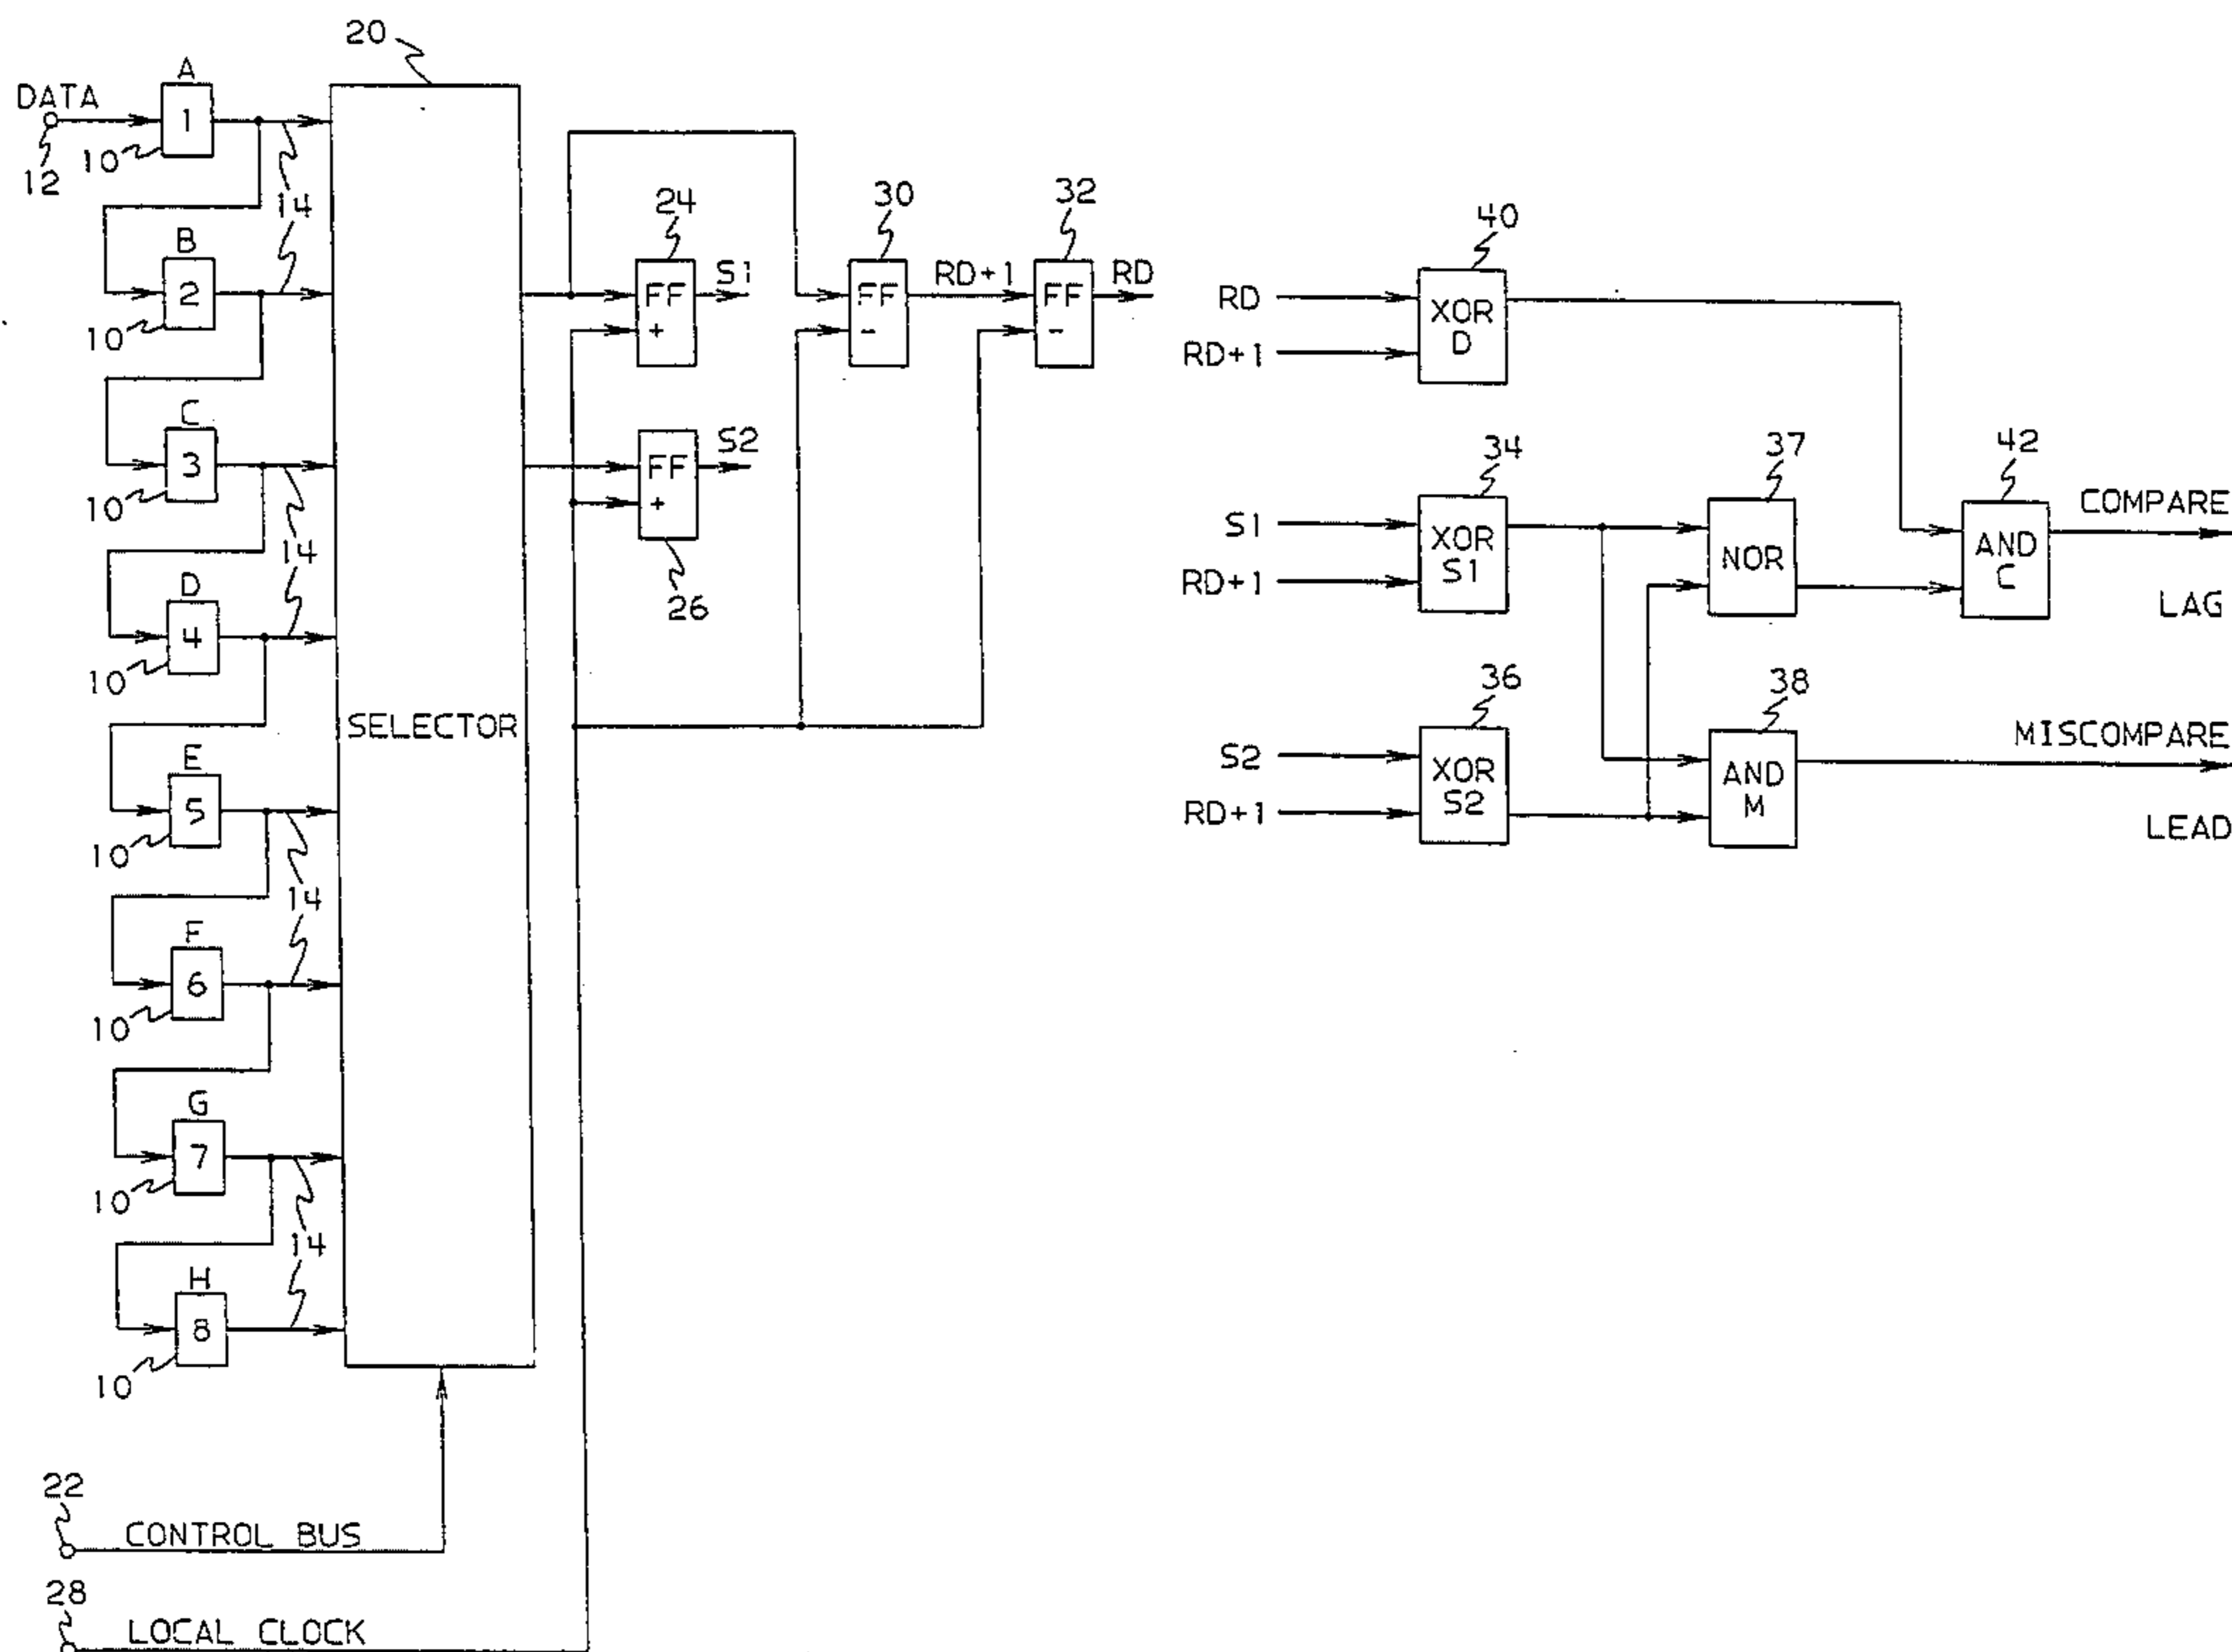 20
DATA
12
A
1
10
14
B
2
10
C
3
10
14
D
4
10
E
5
10
14
F
6
10
G
7
10
14
H
8
10
SELECTOR
22
CONTROL BUS
28
LOCAL CLOCK
24
FF
+
S1
FF
+
S2
26
30
FF
-
RD+1
32
FF
-
RD
RD
RD+1
40
XOR
D
S1
RD+1
34
XOR
S1
S2
RD+1
36
XOR
S2
37
NOR
38
AND
M
42
AND
C
COMPARE
LAG
MISCOMPARE
LEAD